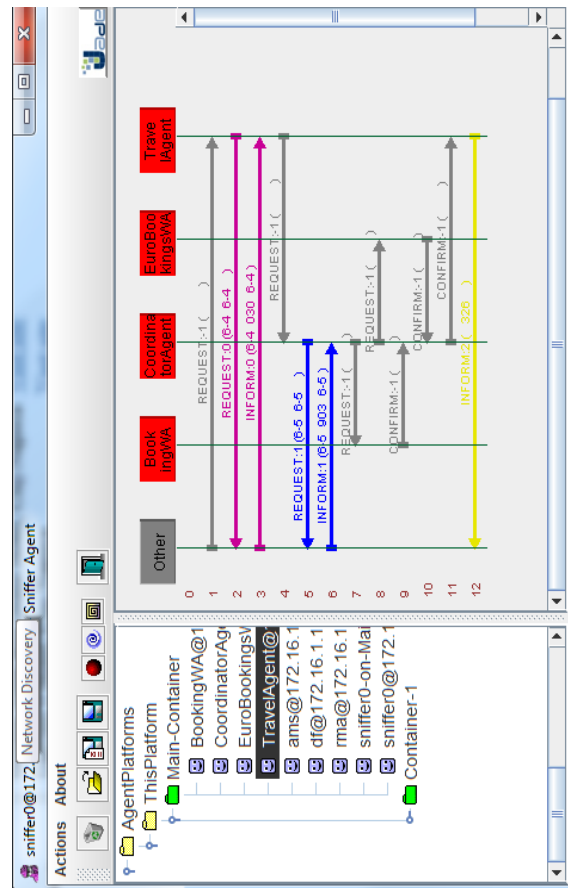 sniffer0@172. Network Discovery Sniffer Agent
Actions About
AgentPlatforms
ThisPlatform
Main-Container
BookingWA@1
CoordinatorAge
EuroBookingsV
TravelAgent@1
ams@172.16.1
df@172.16.1.1
rma@172.16.1
sniffer0-on-Mai
sniffer0@172.1
Container-1
Jade
Other
Book
ingWA
Coordina
torAgent
EuroBoo
kingsWA
Trave
lAgent
0
1
REQUEST:-1 ( )
2
REQUEST:0 (6-4 6-4 )
3
INFORM:0 (6-4 030 6-4 )
4
REQUEST:-1 ( )
5
REQUEST:1 (6-5 6-5 )
6
INFORM:1 (6-5 903 6-5 )
7
REQUEST:-1 ( )
8
REQUEST:-1 ( )
9
CONFIRM:-1 ( )
10
CONFIRM:-1 ( )
11
CONFIRM:-1 ( )
12
INFORM:2 ( 326 )